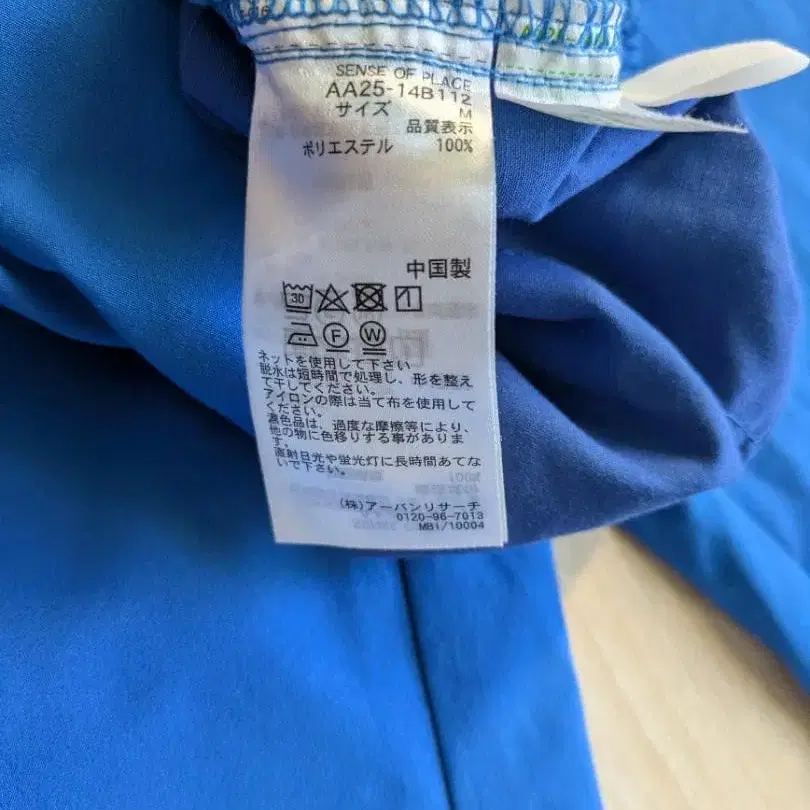 SENSE OF PLACE
AA25-14B112
サイズ M
品質表示
ポリエステル 100%
中国製
30
F W
ネットを使用して下さい
脱水は短時間で処理し、形を整え
て干してください。
アイロンの際は当て布を使用して
ください。
濃色品は、過度な摩擦等により、
他の物に色移りする事がありま
す。
直射日光や蛍光灯に長時間あてな
いで下さい。
(株)アーバンリサーチ
0120-96-7013
MB1/10004